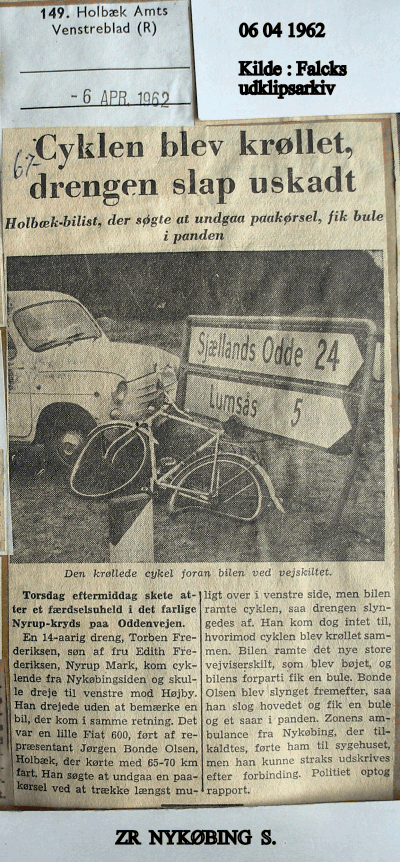 149. Holbæk Amts
Venstreblad (R)
- 6 APR. 1962
06 04 1962
Kilde : Falcks
udklipsarkiv
67-
Cyklen blev krøllet,
drengen slap uskadt
Holbæk-bilist, der søgte at undgaa paakørsel, fik bule
i panden
Sjællands Odde 24
Lumsås 5
Den krøllede cykel foran bilen ved vejskiltet.
Torsdag eftermiddag skete at-
ter et færdselsuheld i det farlige
Nyrup-kryds paa Oddenvejen.
En 14-aarig dreng, Torben Fre-
deriksen, søn af fru Edith Fre-
deriksen, Nyrup Mark, kom cyk-
lende fra Nykøbingsiden og skul-
le dreje til venstre mod Højby.
Han drejede uden at bemærke en
bil, der kom i samme retning. Det
var en lille Fiat 600, ført af re-
præsentant Jørgen Bonde Olsen,
Holbæk, der kørte med 65-70 km
fart. Han søgte at undgaa en paa-
kørsel ved at trække længst mu-
ligt over i venstre side, men bilen
ramte cyklen, saa drengen slyn-
gedes af. Han kom dog intet til,
hvorimod cyklen blev krøllet sam-
men. Bilen ramte det nye store
vejviserskilt, som blev bøjet, og
bilens forparti fik en bule. Bonde
Olsen blev slynget fremefter, saa
han slog hovedet og fik en bule
og et saar i panden. Zonens am-
bulance fra Nykøbing, der til-
kaldtes, førte ham til sygehuset,
men han kunne straks udskrives
efter forbinding. Politiet optog
rapport.
ZR NYKØBING S.